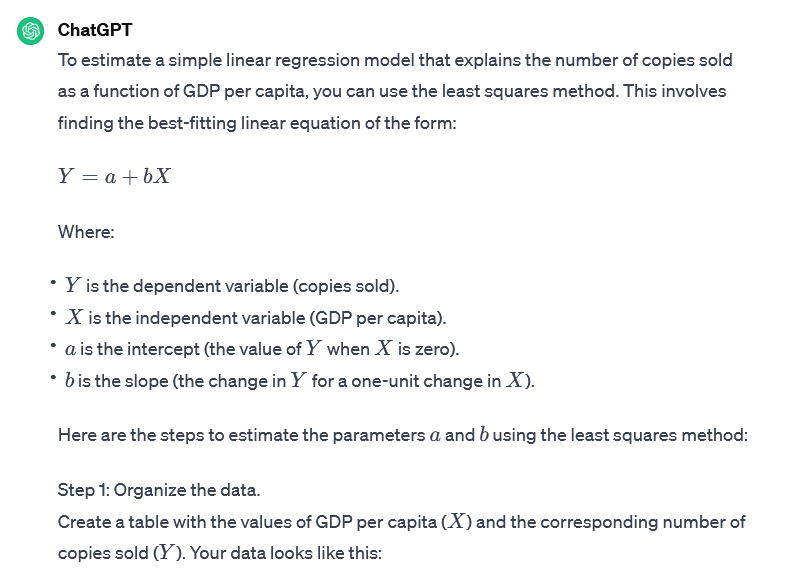 ChatGPT
To estimate a simple linear regression model that explains the number of copies sold
as a function of GDP per capita, you can use the least squares method. This involves
finding the best-fitting linear equation of the form:
Y = a + bX
Where:
• Y is the dependent variable (copies sold).
• X is the independent variable (GDP per capita).
• a is the intercept (the value of Y when X is zero).
• b is the slope (the change in Y for a one-unit change in X).
Here are the steps to estimate the parameters a and b using the least squares method:
Step 1: Organize the data.
Create a table with the values of GDP per capita (X) and the corresponding number of
copies sold (Y). Your data looks like this: